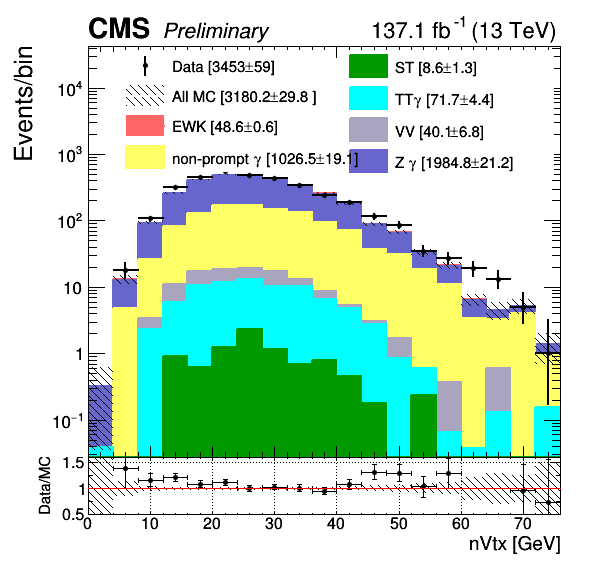 CMS Preliminary 137.1 fb⁻¹ (13 TeV)
Events/bin
Data [3453±59]
All MC [3180.2±29.8 ]
EWK [48.6±0.6]
non-prompt γ [1026.5±19.1]
ST [8.6±1.3]
TTγ [71.7±4.4]
VV [40.1±6.8]
Z γ [1984.8±21.2]
10⁴
10³
10²
10
1
10⁻¹
Data/MC
1.5
1
0.5
0 10 20 30 40 50 60 70
nVtx [GeV]